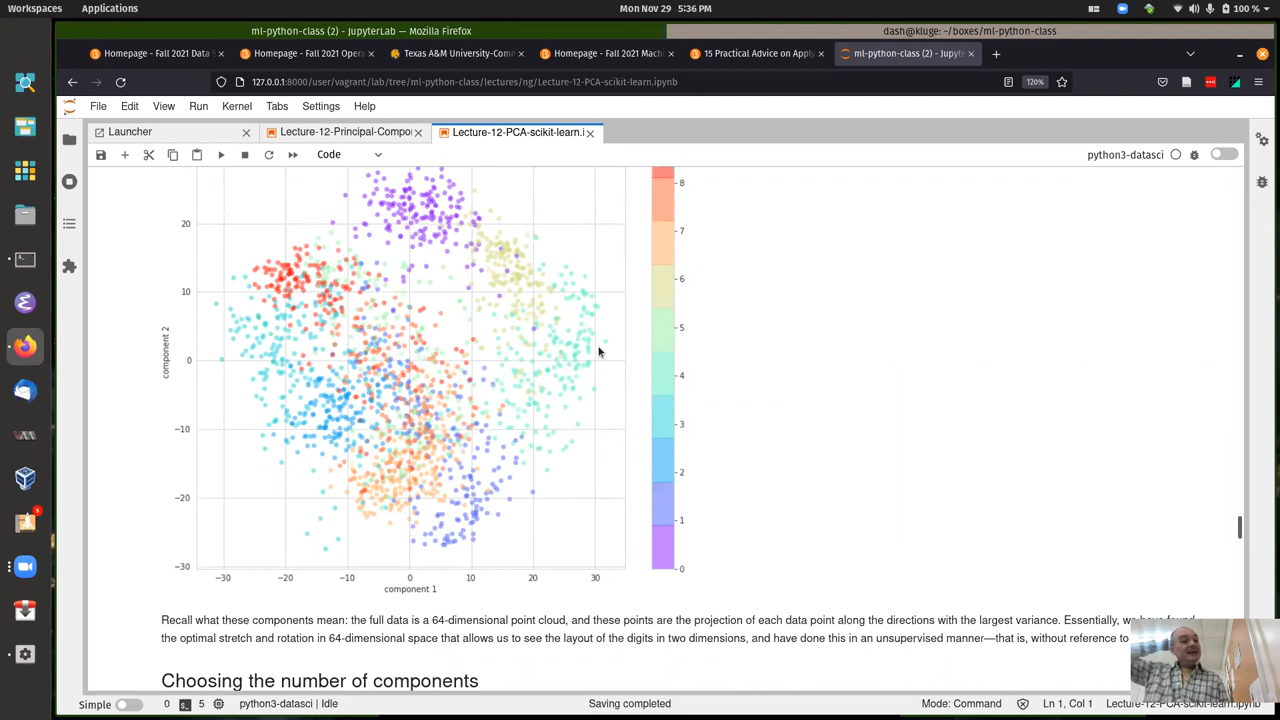 Workspaces
Applications
Mon Nov 29 5:36 PM
100 %
ml-python-class (2) - JupyterLab — Mozilla Firefox
dash@kluge: ~/boxes/ml-python-class
Homepage - Fall 2021 Data S
Homepage - Fall 2021 Opera
Texas A&M University-Comm
Homepage - Fall 2021 Machi
15 Practical Advice on Apply
ml-python-class (2) - Jupyte
127.0.0.1:8000/user/vagrant/lab/tree/ml-python-class/lectures/ng/Lecture-12-PCA-scikit-learn.ipynb
120%
File Edit View Run Kernel Tabs Settings Help
Launcher
Lecture-12-Principal-Compo
Lecture-12-PCA-scikit-learn.i
Code
python3-datasci
component 2
20
10
0
−10
−20
−30
−30 −20 −10 0 10 20 30
component 1
8
7
6
5
4
3
2
1
0
Recall what these components mean: the full data is a 64-dimensional point cloud, and these points are the projection of each data point along the directions with the largest variance. Essentially,
the optimal stretch and rotation in 64-dimensional space that allows us to see the layout of the digits in two dimensions, and have done this in an unsupervised manner—that is, without reference to
Choosing the number of components
Simple 0 5 python3-datasci | Idle Saving completed Mode: Command Ln 1, Col 1 Lecture-12-PCA-scikit-learn.ipynb
5